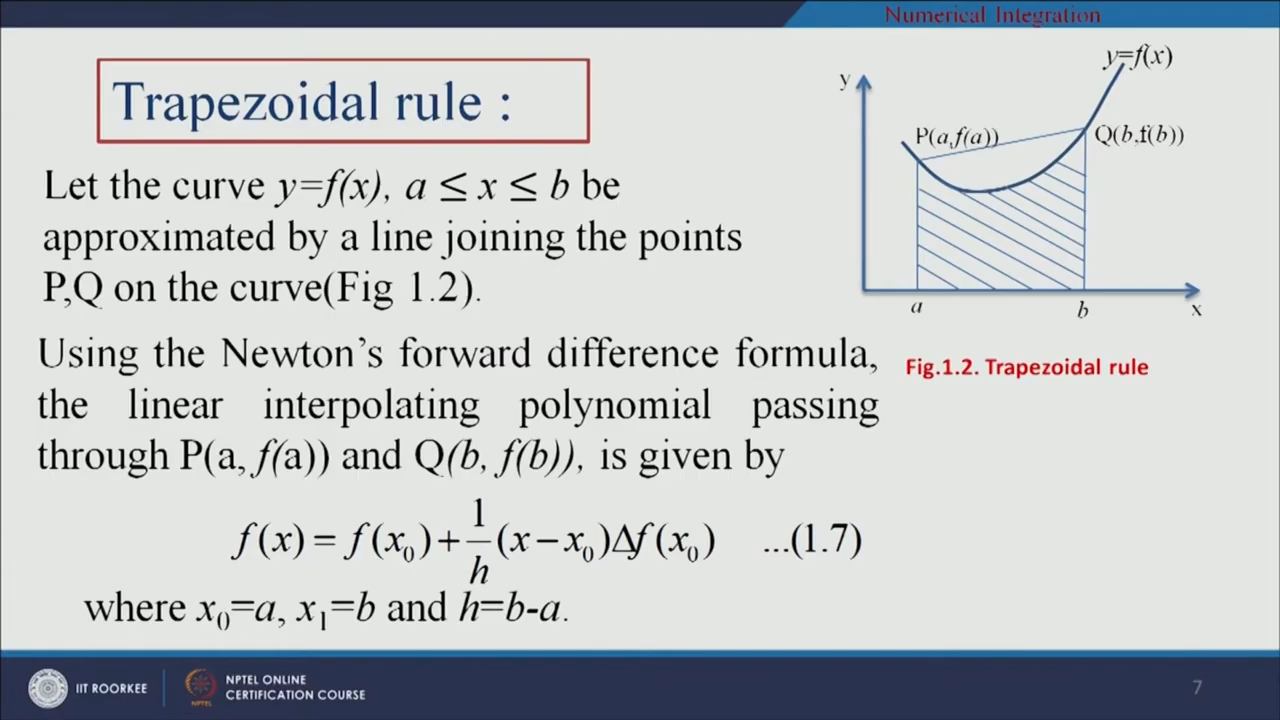 Numerical Integration
Trapezoidal rule :
Let the curve y=f(x), a ≤ x ≤ b be
approximated by a line joining the points
P,Q on the curve(Fig 1.2).
y=f(x)
y
P(a,f(a))
Q(b,f(b))
a
b
x
Fig.1.2. Trapezoidal rule
Using the Newton's forward difference formula,
the linear interpolating polynomial passing
through P(a, f(a)) and Q(b, f(b)), is given by
f(x) = f(x₀) + 1/h (x − x₀)Δf(x₀) ...(1.7)
where x₀=a, x₁=b and h=b-a.
IIT ROORKEE
NPTEL
NPTEL ONLINE
CERTIFICATION COURSE
7